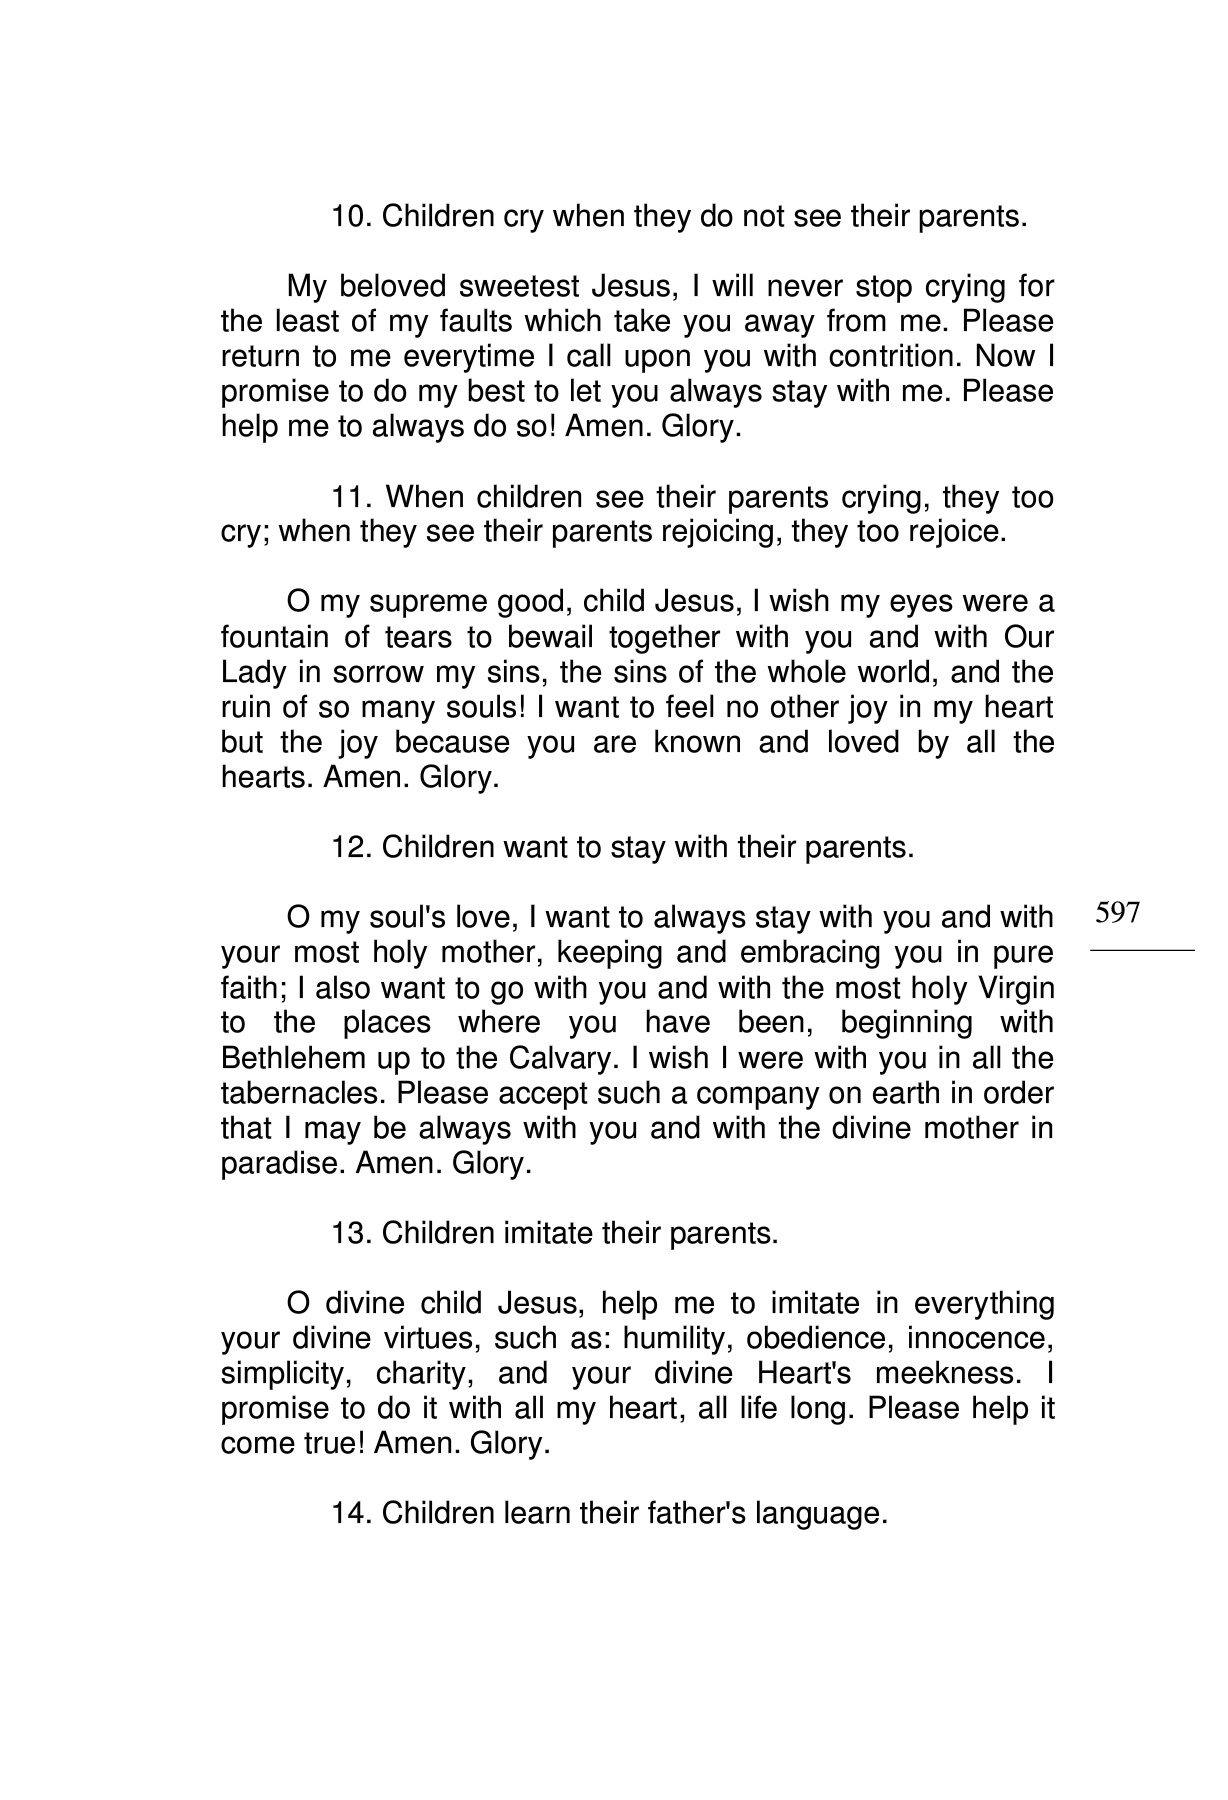 10. Children cry when they do not see their parents.
My beloved sweetest Jesus, I will never stop crying for
the least of my faults which take you away from me. Please
return to me everytime I call upon you with contrition. Now I
promise to do my best to let you always stay with me. Please
help me to always do so! Amen. Glory.
11. When children see their parents crying, they too
cry; when they see their parents rejoicing, they too rejoice.
O my supreme good, child Jesus, I wish my eyes were a
fountain of tears to bewail together with you and with Our
Lady in sorrow my sins, the sins of the whole world, and the
ruin of so many souls! I want to feel no other joy in my heart
but the joy because you are known and loved by all the
hearts. Amen. Glory.
12. Children want to stay with their parents.
O my soul's love, I want to always stay with you and with
your most holy mother, keeping and embracing you in pure
faith; I also want to go with you and with the most holy Virgin
to the places where you have been, beginning with
Bethlehem up to the Calvary. I wish I were with you in all the
tabernacles. Please accept such a company on earth in order
that I may be always with you and with the divine mother in
paradise. Amen. Glory.
597
13. Children imitate their parents.
O divine child Jesus, help me to imitate in everything
your divine virtues, such as: humility, obedience, innocence,
simplicity, charity, and your divine Heart's meekness. I
promise to do it with all my heart, all life long. Please help it
come true! Amen. Glory.
14. Children learn their father's language.